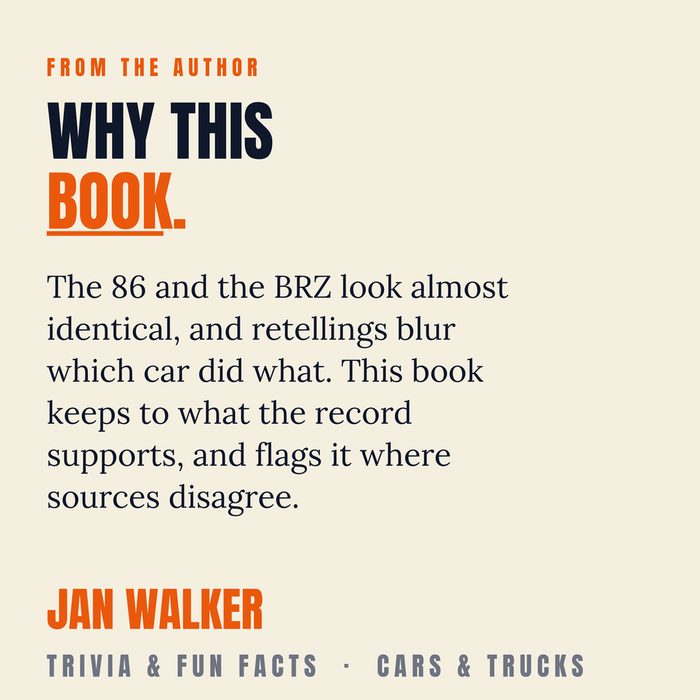 FROM THE AUTHOR
WHY THIS
BOOK.
The 86 and the BRZ look almost
identical, and retellings blur
which car did what. This book
keeps to what the record
supports, and flags it where
sources disagree.
JAN WALKER
TRIVIA & FUN FACTS · CARS & TRUCKS